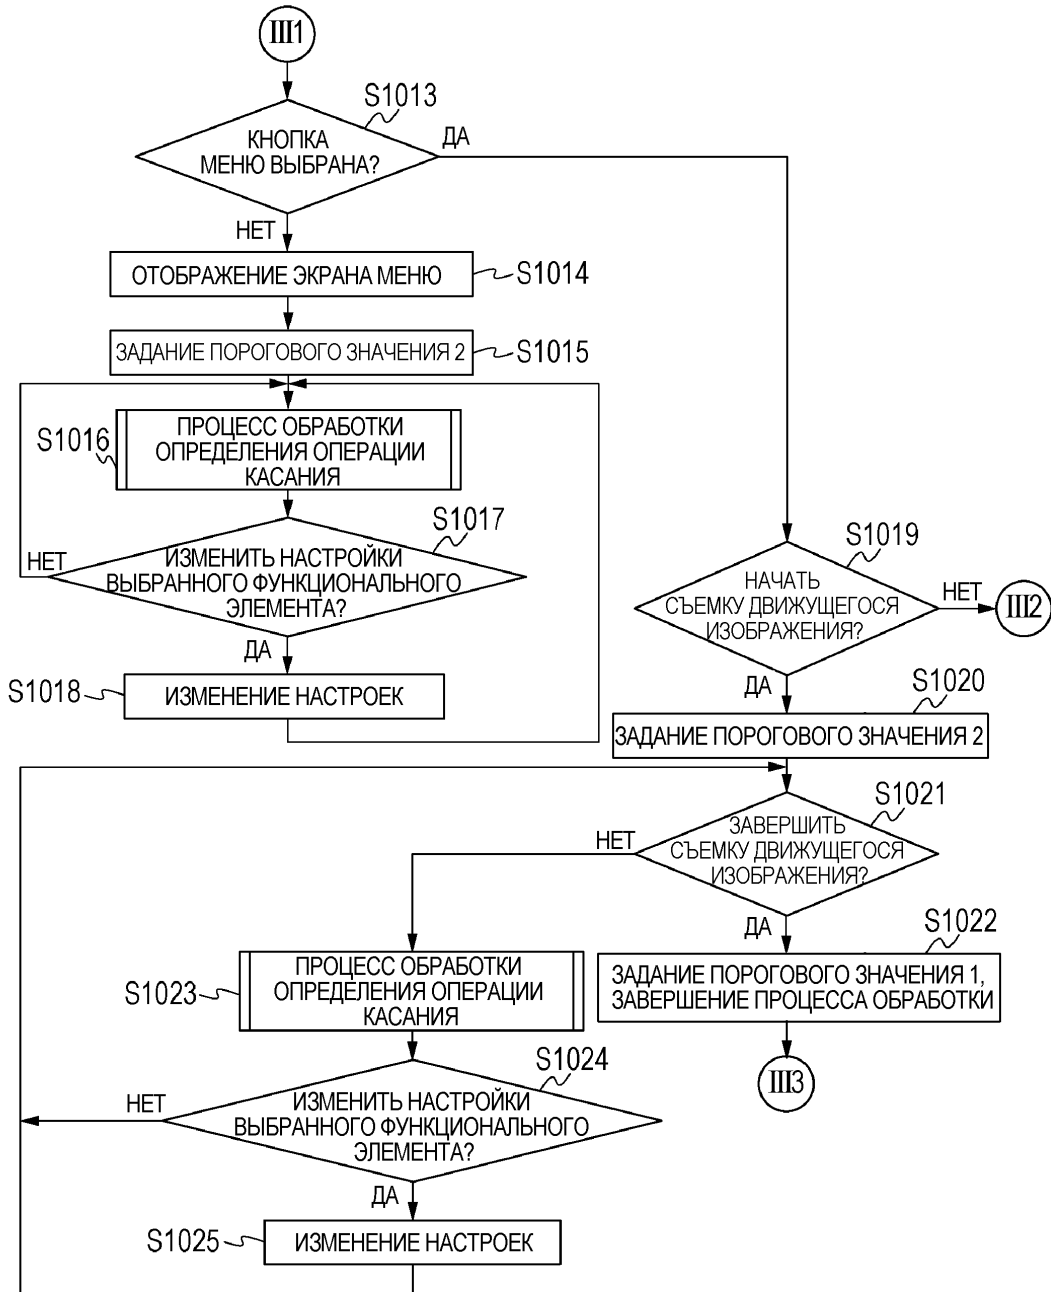 III1
S1013
КНОПКА
МЕНЮ ВЫБРАНА?
ДА
НЕТ
ОТОБРАЖЕНИЕ ЭКРАНА МЕНЮ
S1014
ЗАДАНИЕ ПОРОГОВОГО ЗНАЧЕНИЯ 2
S1015
S1016
ПРОЦЕСС ОБРАБОТКИ
ОПРЕДЕЛЕНИЯ ОПЕРАЦИИ
КАСАНИЯ
S1017
НЕТ
ИЗМЕНИТЬ НАСТРОЙКИ
ВЫБРАННОГО ФУНКЦИОНАЛЬНОГО
ЭЛЕМЕНТА?
ДА
S1018
ИЗМЕНЕНИЕ НАСТРОЕК
S1019
НАЧАТЬ
СЪЕМКУ ДВИЖУЩЕГОСЯ
ИЗОБРАЖЕНИЯ?
НЕТ
III2
ДА
S1020
ЗАДАНИЕ ПОРОГОВОГО ЗНАЧЕНИЯ 2
S1021
ЗАВЕРШИТЬ
СЪЕМКУ ДВИЖУЩЕГОСЯ
ИЗОБРАЖЕНИЯ?
НЕТ
ДА
S1022
ЗАДАНИЕ ПОРОГОВОГО ЗНАЧЕНИЯ 1,
ЗАВЕРШЕНИЕ ПРОЦЕССА ОБРАБОТКИ
III3
S1023
ПРОЦЕСС ОБРАБОТКИ
ОПРЕДЕЛЕНИЯ ОПЕРАЦИИ
КАСАНИЯ
S1024
НЕТ
ИЗМЕНИТЬ НАСТРОЙКИ
ВЫБРАННОГО ФУНКЦИОНАЛЬНОГО
ЭЛЕМЕНТА?
ДА
S1025
ИЗМЕНЕНИЕ НАСТРОЕК